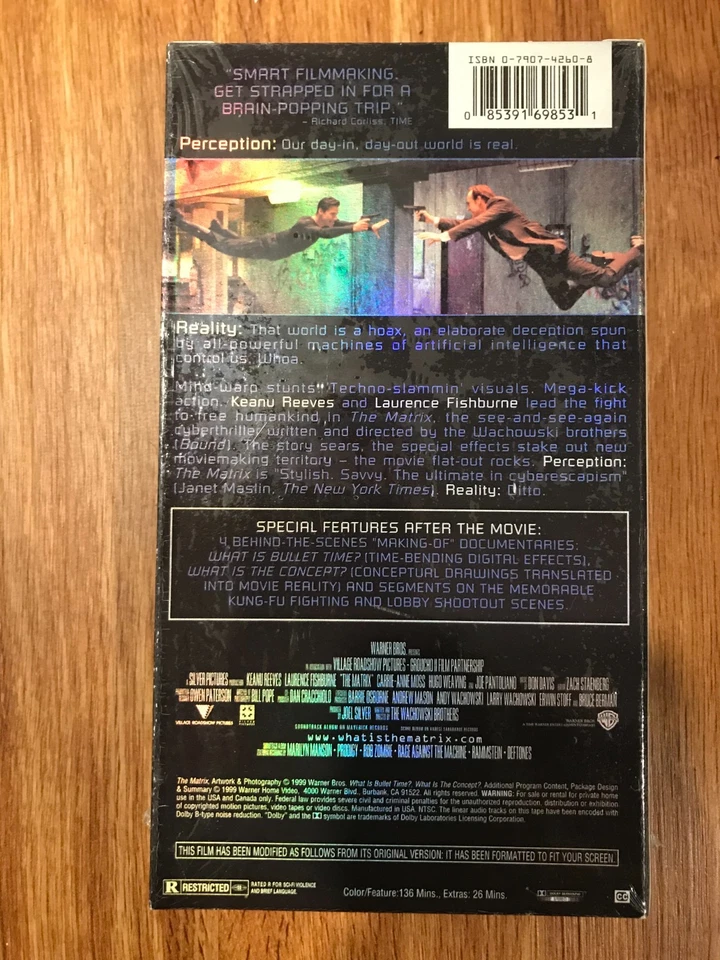 "SMART FILMMAKING.
GET STRAPPED IN FOR A
BRAIN-POPPING TRIP."
– Richard Corliss, TIME
ISBN 0-7907-4260-8
0 85391 69853 1
Perception: Our day-in, day-out world is real.
Reality: That world is a hoax, an elaborate deception spun
by all-powerful machines of artificial intelligence that
control us. Whoa.
Mind-warp stunts. Techno-slammin' visuals. Mega-kick
action. Keanu Reeves and Laurence Fishburne lead the fight
to free humankind in The Matrix, the see-and-see-again
cyberthriller written and directed by the Wachowski brothers
(Bound). The story sears, the special effects stake out new
moviemaking territory – the movie flat-out rocks. Perception:
The Matrix is "Stylish. Savvy. The ultimate in cyberescapism"
(Janet Maslin, The New York Times). Reality: Ditto.
SPECIAL FEATURES AFTER THE MOVIE:
4 BEHIND-THE-SCENES "MAKING-OF" DOCUMENTARIES:
WHAT IS BULLET TIME? (TIME-BENDING DIGITAL EFFECTS),
WHAT IS THE CONCEPT? (CONCEPTUAL DRAWINGS TRANSLATED
INTO MOVIE REALITY) AND SEGMENTS ON THE MEMORABLE
KUNG-FU FIGHTING AND LOBBY SHOOTOUT SCENES.
WARNER BROS. PRESENTS
IN ASSOCIATION WITH VILLAGE ROADSHOW PICTURES - GROUCHO II FILM PARTNERSHIP
A SILVER PICTURES PRODUCTION KEANU REEVES LAURENCE FISHBURNE "THE MATRIX" CARRIE-ANNE MOSS HUGO WEAVING AND JOE PANTOLIANO DON DAVIS ZACH STAENBERG
OWEN PATERSON BILL POPE DAN CRACCHIOLO BARRIE OSBORNE ANDREW MASON ANDY WACHOWSKI LARRY WACHOWSKI ERWIN STOFF AND BRUCE BERMAN
JOEL SILVER THE WACHOWSKI BROTHERS
VILLAGE ROADSHOW PICTURES
SOUNDTRACK ALBUM ON MAVERICK RECORDS
www.whatisthematrix.com
MARILYN MANSON · PRODIGY · ROB ZOMBIE · RAGE AGAINST THE MACHINE · RAMMSTEIN · DEFTONES
The Matrix, Artwork & Photography © 1999 Warner Bros. What Is Bullet Time?, What Is The Concept?, Additional Program Content, Package Design
& Summary © 1999 Warner Home Video. 4000 Warner Blvd., Burbank, CA 91522. All rights reserved. WARNING: For sale or rental for private home
use in the USA and Canada only. Federal law provides severe civil and criminal penalties for the unauthorized reproduction, distribution or exhibition
of copyrighted motion pictures, video tapes or video discs. Manufactured in USA. NTSC. The linear audio tracks on this tape have been encoded with
Dolby B-type noise reduction. "Dolby" and the DD symbol are trademarks of Dolby Laboratories Licensing Corporation.
THIS FILM HAS BEEN MODIFIED AS FOLLOWS FROM ITS ORIGINAL VERSION: IT HAS BEEN FORMATTED TO FIT YOUR SCREEN.
R RESTRICTED
RATED R FOR SCI-FI VIOLENCE
AND BRIEF LANGUAGE.
Color/Feature:136 Mins., Extras: 26 Mins.
CC